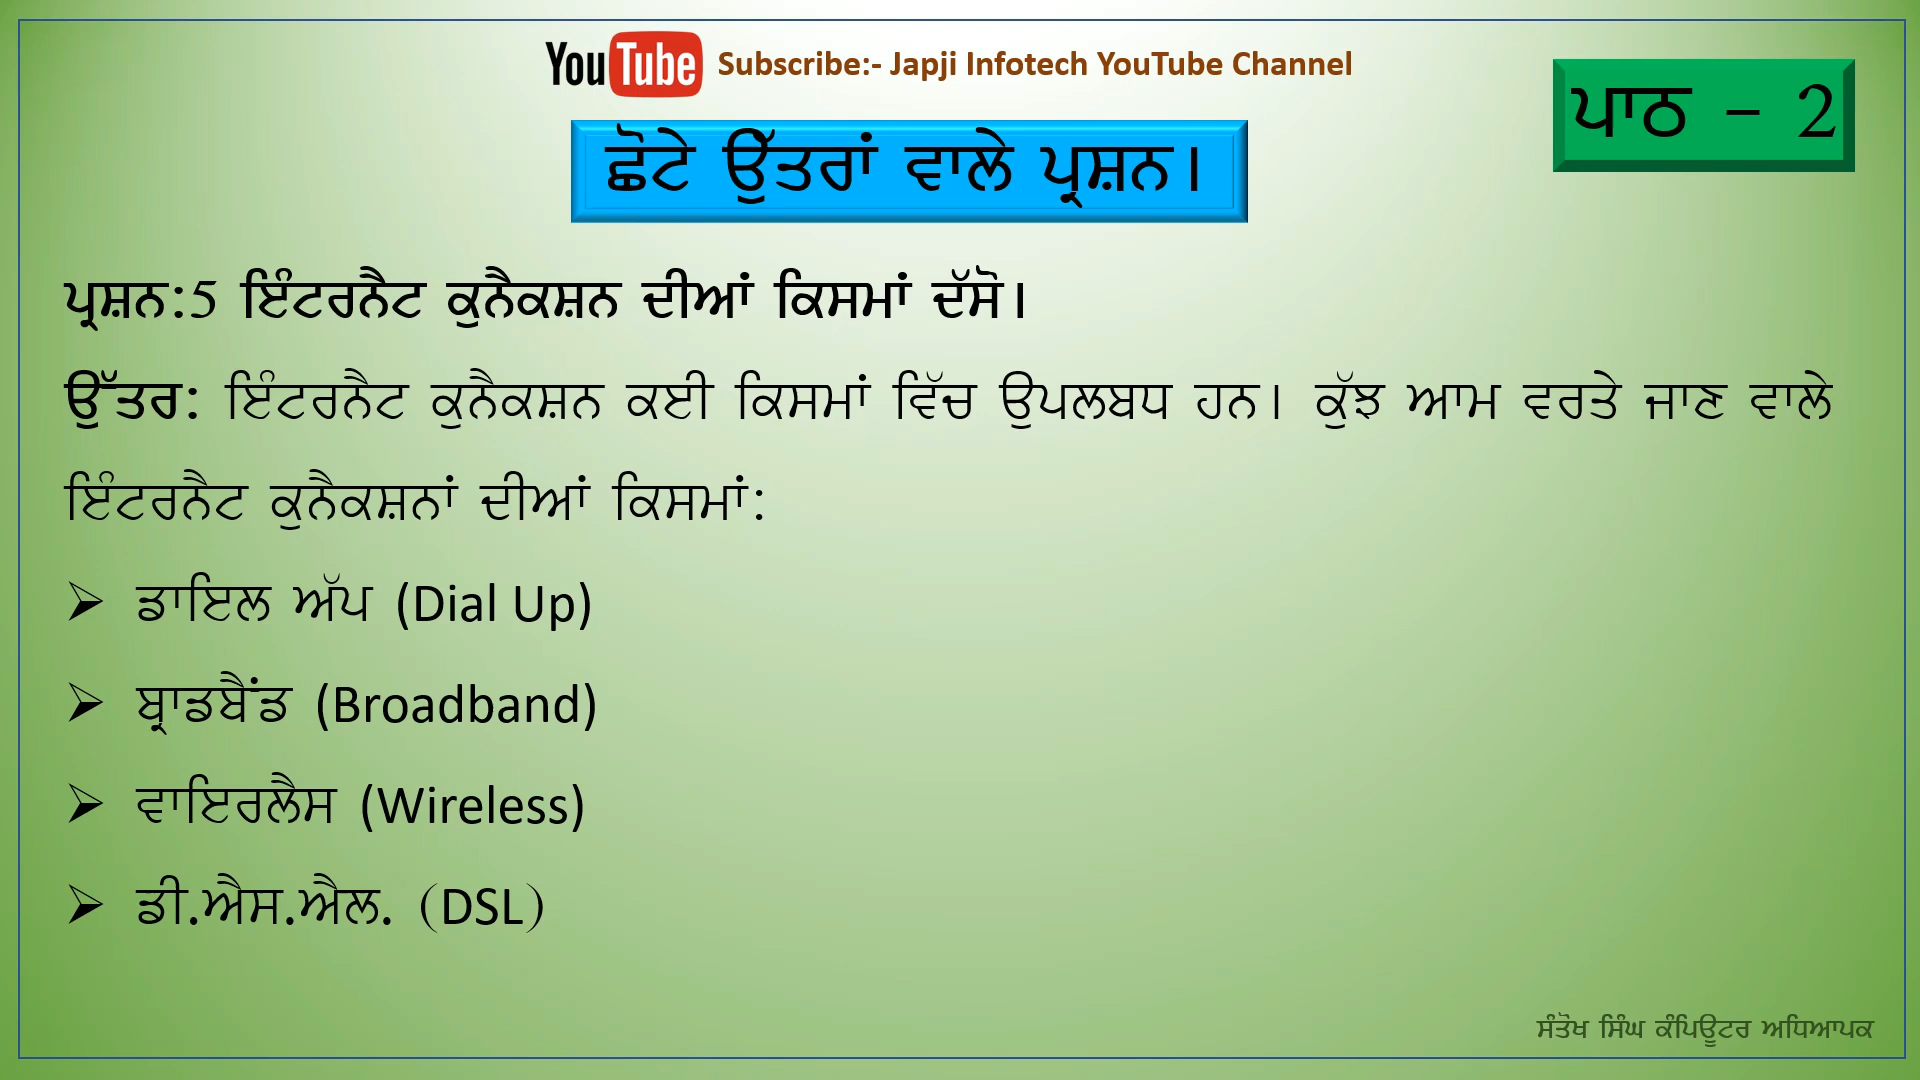 YouTube Subscribe:- Japji Infotech YouTube Channel
ਪਾਠ – 2
ਛੋਟੇ ਉੱਤਰਾਂ ਵਾਲੇ ਪ੍ਰਸ਼ਨ।
ਪ੍ਰਸ਼ਨ:5 ਇੰਟਰਨੈਟ ਕੁਨੈਕਸ਼ਨ ਦੀਆਂ ਕਿਸਮਾਂ ਦੱਸੋ।
ਉੱਤਰ: ਇੰਟਰਨੈਟ ਕੁਨੈਕਸ਼ਨ ਕਈ ਕਿਸਮਾਂ ਵਿੱਚ ਉਪਲਬਧ ਹਨ। ਕੁੱਝ ਆਮ ਵਰਤੇ ਜਾਣ ਵਾਲੇ
ਇੰਟਰਨੈਟ ਕੁਨੈਕਸ਼ਨਾਂ ਦੀਆਂ ਕਿਸਮਾਂ:
➢ ਡਾਇਲ ਅੱਪ (Dial Up)
➢ ਬ੍ਰਾਡਬੈਂਡ (Broadband)
➢ ਵਾਇਰਲੈਸ (Wireless)
➢ ਡੀ.ਐਸ.ਐਲ. (DSL)
ਸੰਤੋਖ ਸਿੰਘ ਕੰਪਿਊਟਰ ਅਧਿਆਪਕ